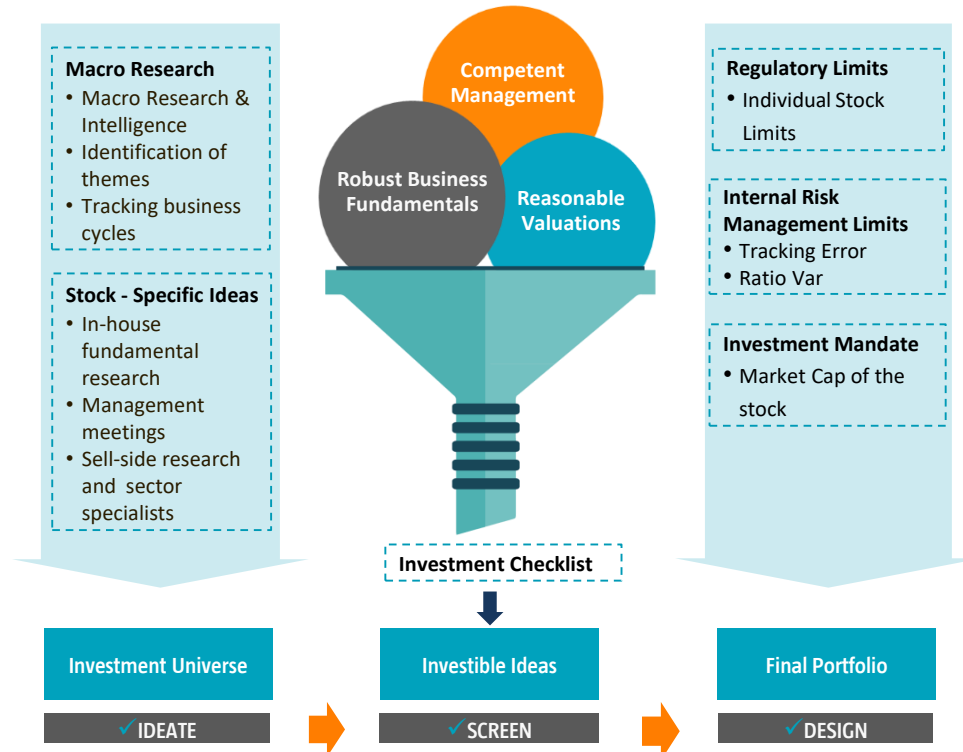 Macro Research
• Macro Research &
Intelligence
• Identification of
themes
• Tracking business
cycles
Stock - Specific Ideas
• In-house
fundamental
research
• Management
meetings
• Sell-side research
and sector
specialists
Competent
Management
Robust Business
Fundamentals
Reasonable
Valuations
Investment Checklist
Regulatory Limits
• Individual Stock
Limits
Internal Risk
Management Limits
• Tracking Error
• Ratio Var
Investment Mandate
• Market Cap of the
stock
Investment Universe
✓IDEATE
Investible Ideas
✓SCREEN
Final Portfolio
✓DESIGN